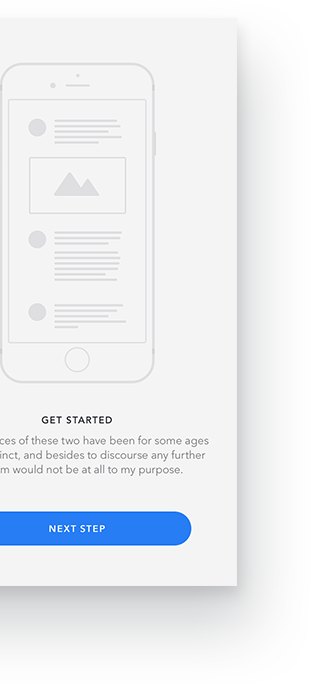 GET STARTED
ces of these two have been for some ages
inct, and besides to discourse any further
m would not be at all to my purpose.
NEXT STEP